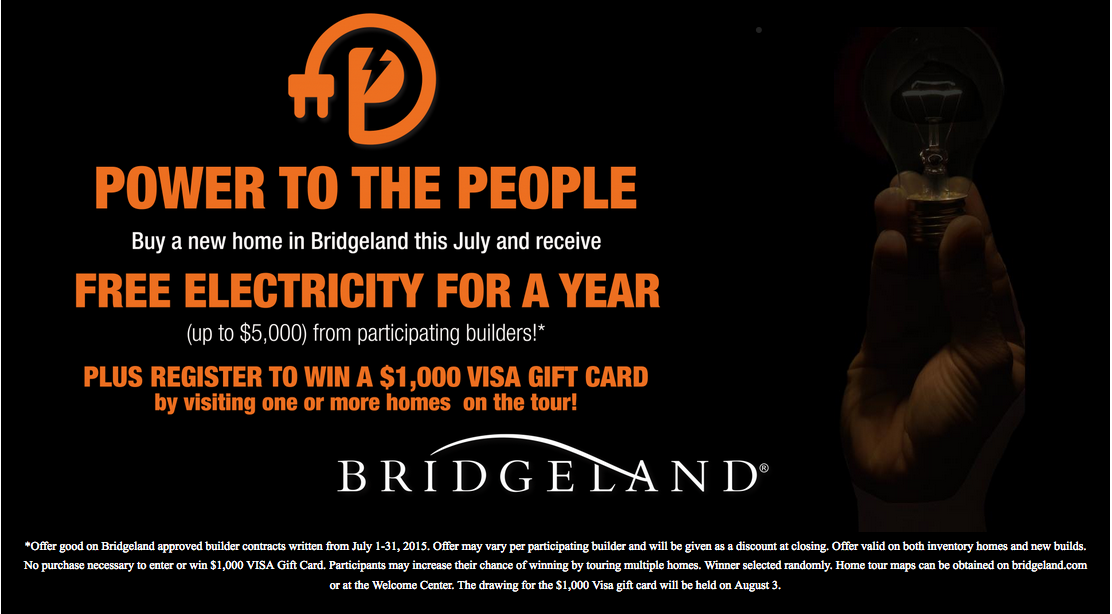 POWER TO THE PEOPLE
Buy a new home in Bridgeland this July and receive
FREE ELECTRICITY FOR A YEAR
(up to $5,000) from participating builders!*
PLUS REGISTER TO WIN A $1,000 VISA GIFT CARD
by visiting one or more homes on the tour!
BRIDGELAND®
*Offer good on Bridgeland approved builder contracts written from July 1-31, 2015. Offer may vary per participating builder and will be given as a discount at closing. Offer valid on both inventory homes and new builds.
No purchase necessary to enter or win $1,000 VISA Gift Card. Participants may increase their chance of winning by touring multiple homes. Winner selected randomly. Home tour maps can be obtained on bridgeland.com
or at the Welcome Center. The drawing for the $1,000 Visa gift card will be held on August 3.